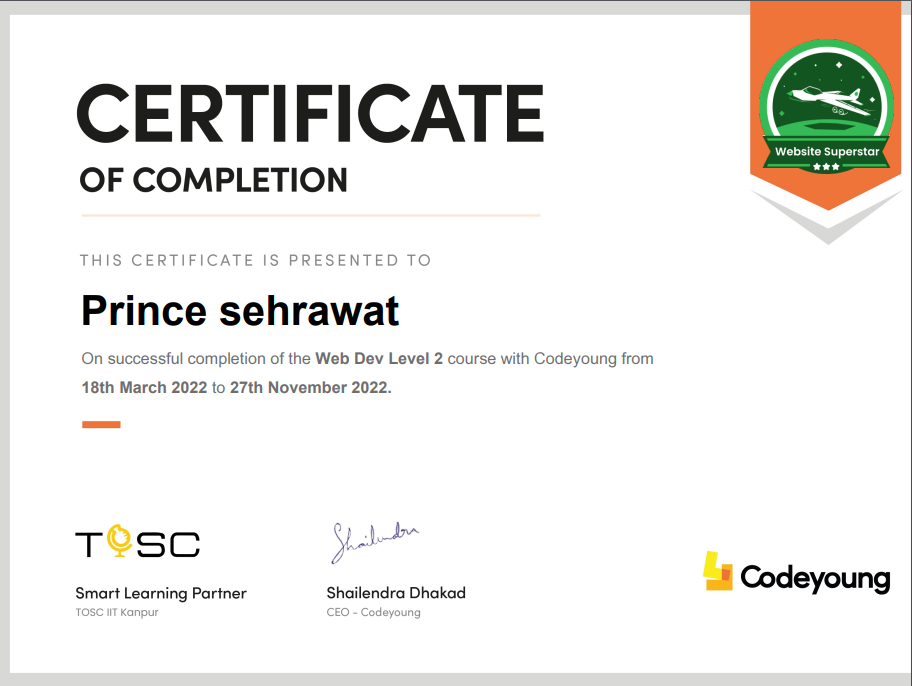 CERTIFICATE
OF COMPLETION
Website Superstar
THIS CERTIFICATE IS PRESENTED TO
Prince sehrawat
On successful completion of the Web Dev Level 2 course with Codeyoung from
18th March 2022 to 27th November 2022.
TOSC
Shailendra
Smart Learning Partner
TOSC IIT Kanpur
Shailendra Dhakad
CEO - Codeyoung
Codeyoung